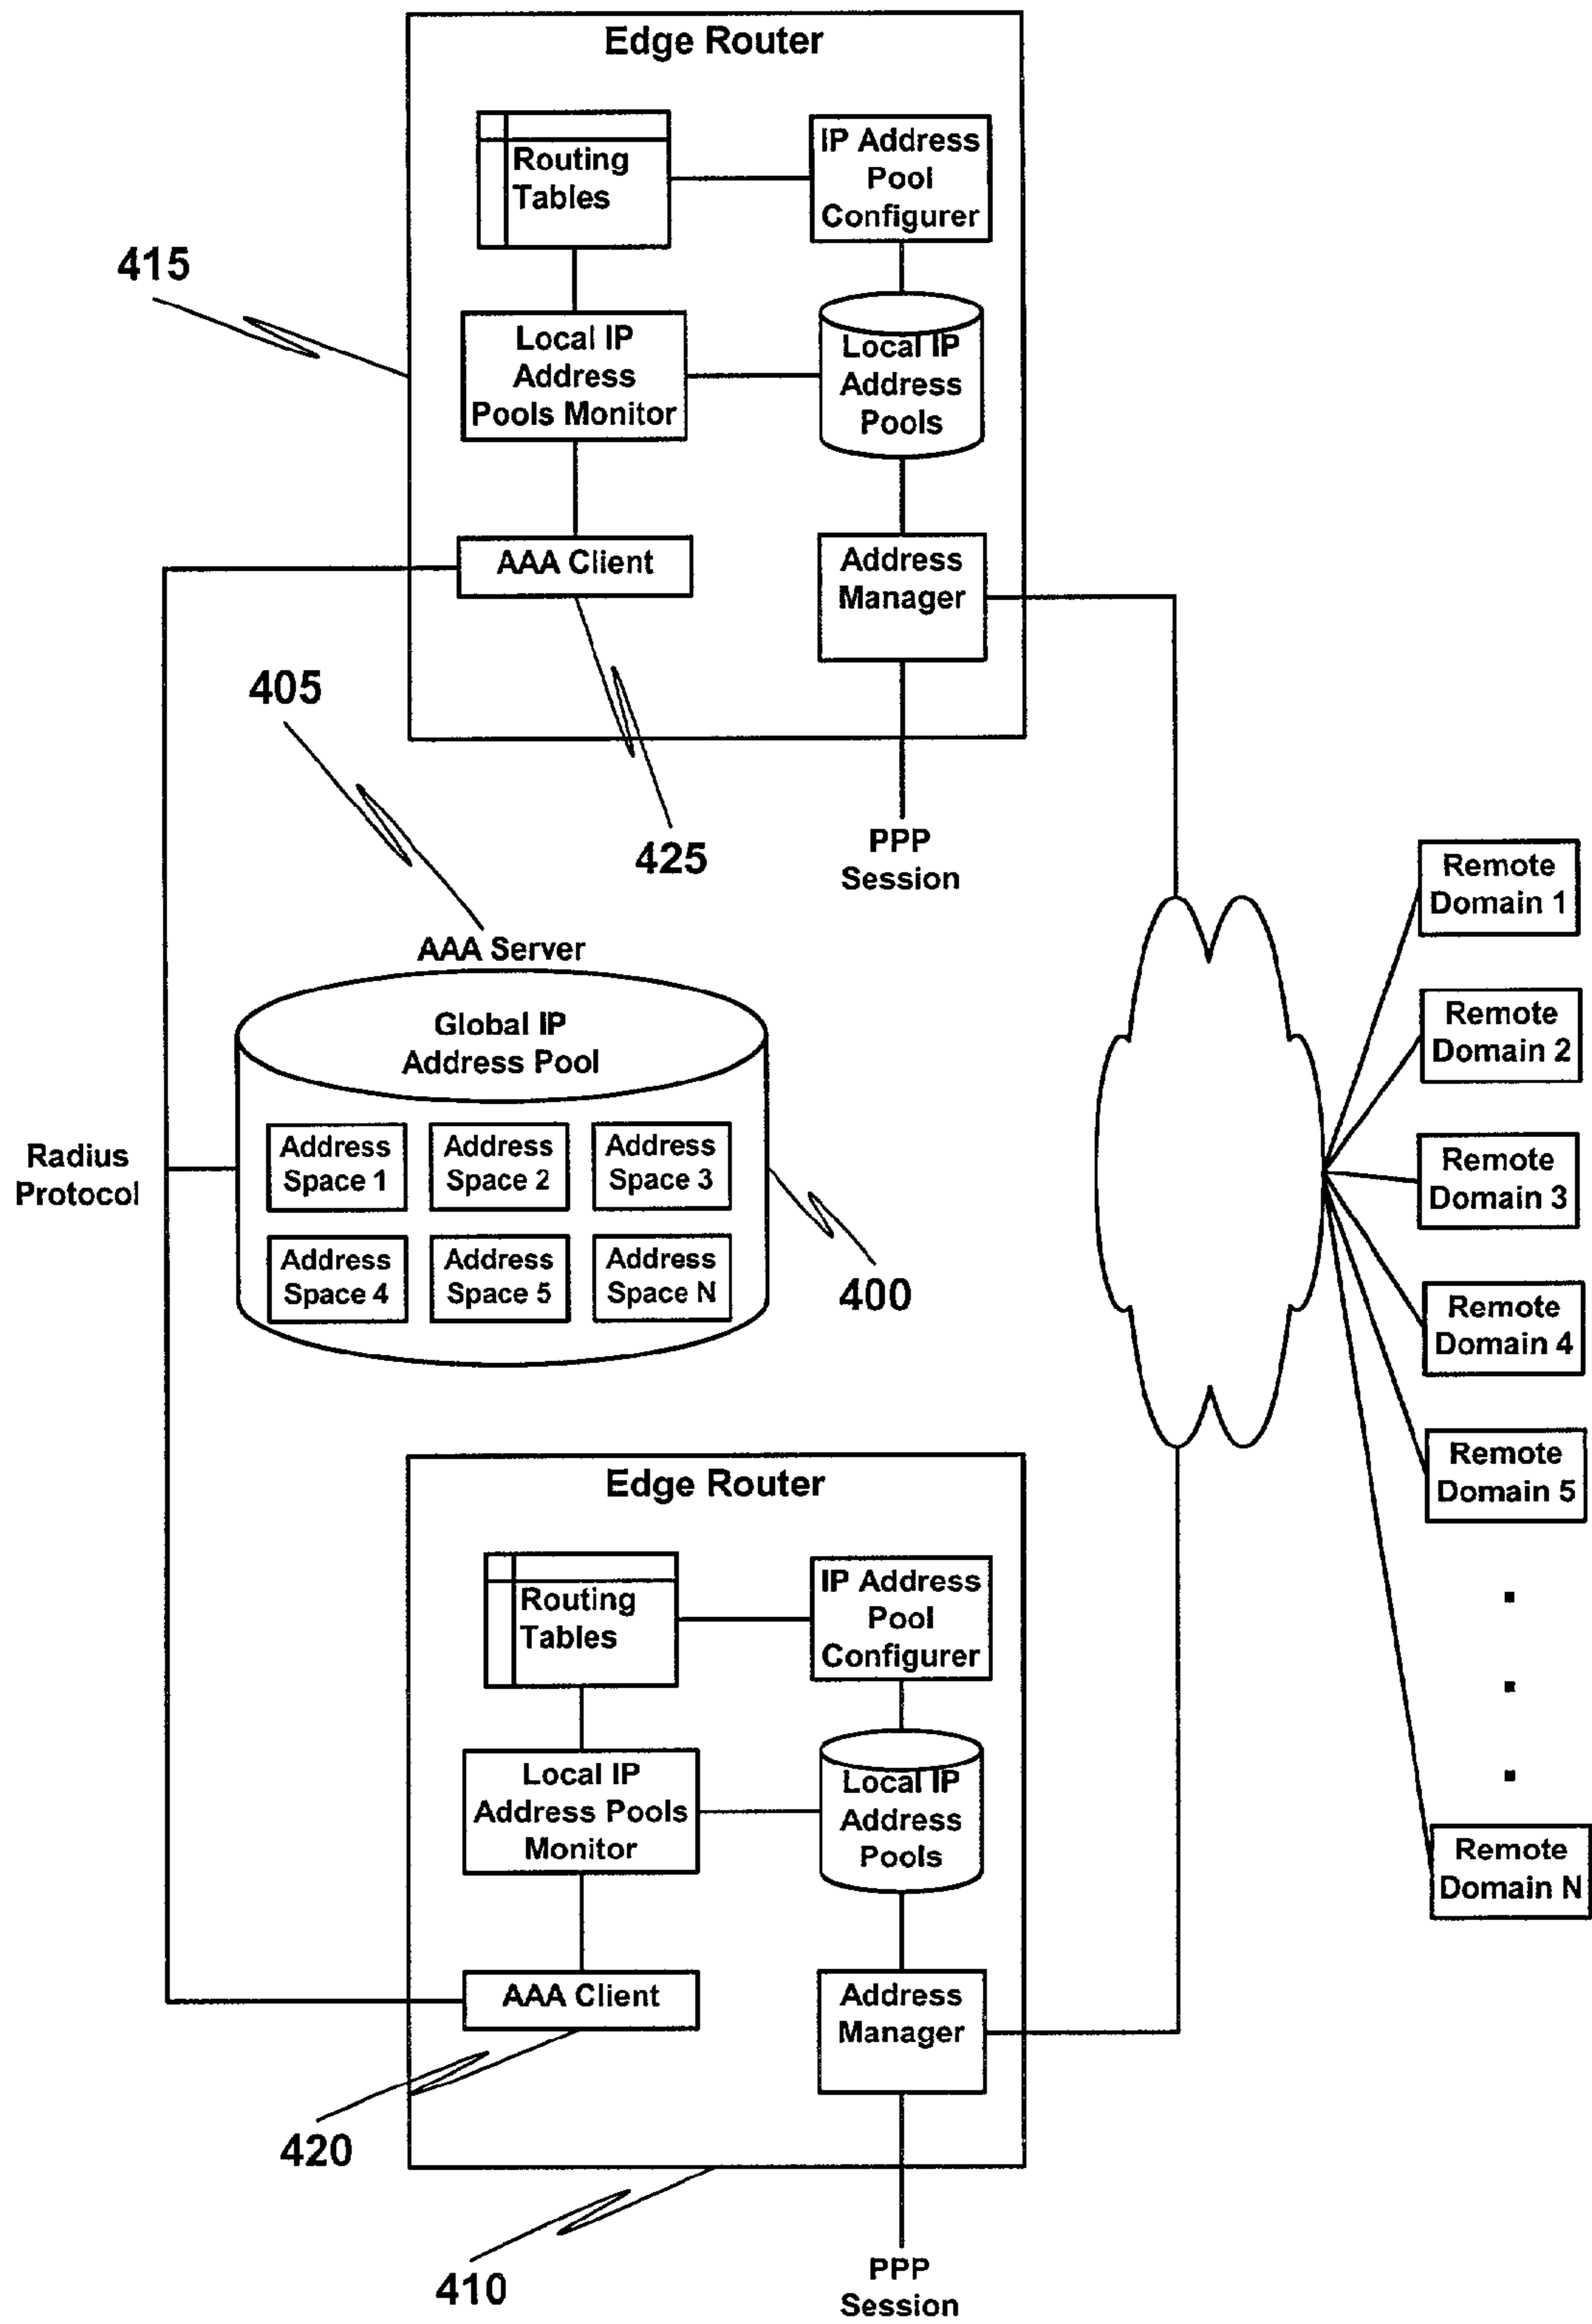 Edge Router
Routing
Tables
IP Address
Pool
Configurer
415
Local IP
Address
Pools Monitor
Local IP
Address
Pools
AAA Client
Address
Manager
405
425
PPP
Session
AAA Server
Global IP
Address Pool
Address
Space 1
Address
Space 2
Address
Space 3
Address
Space 4
Address
Space 5
Address
Space N
Radius
Protocol
400
Remote
Domain 1
Remote
Domain 2
Remote
Domain 3
Remote
Domain 4
Remote
Domain 5
Remote
Domain N
Edge Router
Routing
Tables
IP Address
Pool
Configurer
Local IP
Address Pools
Monitor
Local IP
Address
Pools
AAA Client
Address
Manager
420
410
PPP
Session